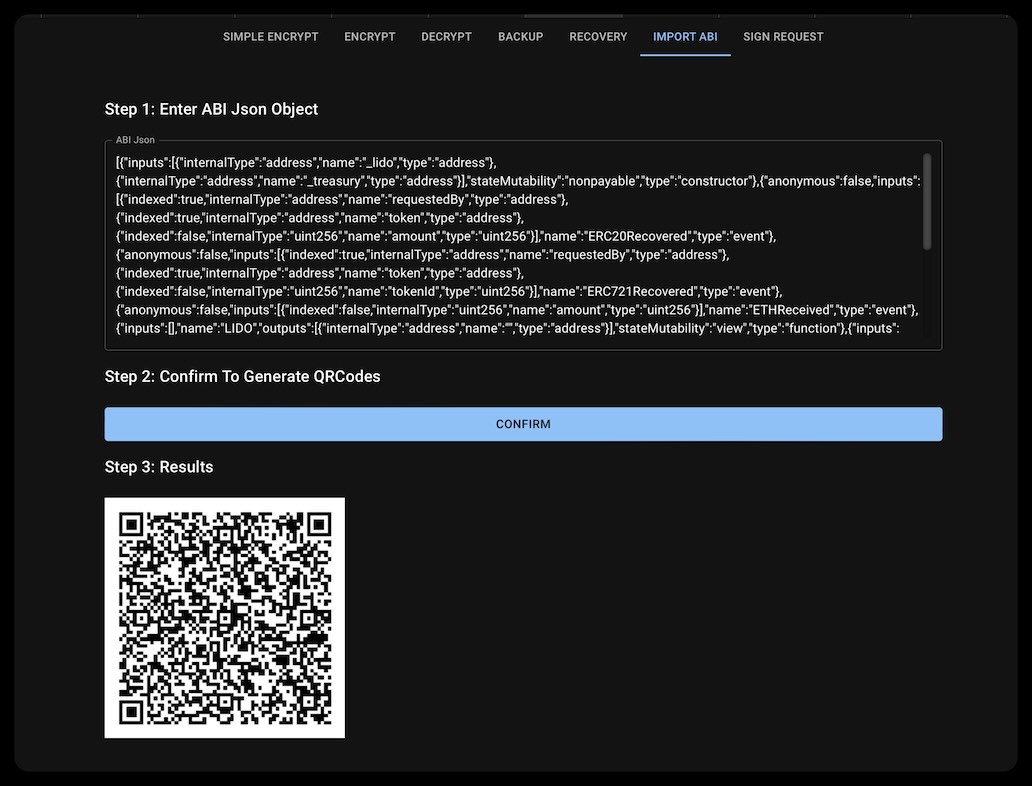 SIMPLE ENCRYPT ENCRYPT DECRYPT BACKUP RECOVERY IMPORT ABI SIGN REQUEST
Step 1: Enter ABI Json Object
ABI Json
[{"inputs":[{"internalType":"address","name":"_lido","type":"address"},
{"internalType":"address","name":"_treasury","type":"address"}],"stateMutability":"nonpayable","type":"constructor"},{"anonymous":false,"inputs":
[{"indexed":true,"internalType":"address","name":"requestedBy","type":"address"},
{"indexed":true,"internalType":"address","name":"token","type":"address"},
{"indexed":false,"internalType":"uint256","name":"amount","type":"uint256"}],"name":"ERC20Recovered","type":"event"},
{"anonymous":false,"inputs":[{"indexed":true,"internalType":"address","name":"requestedBy","type":"address"},
{"indexed":true,"internalType":"address","name":"token","type":"address"},
{"indexed":false,"internalType":"uint256","name":"tokenId","type":"uint256"}],"name":"ERC721Recovered","type":"event"},
{"anonymous":false,"inputs":[{"indexed":false,"internalType":"uint256","name":"amount","type":"uint256"}],"name":"ETHReceived","type":"event"},
{"inputs":[],"name":"LIDO","outputs":[{"internalType":"address","name":"","type":"address"}],"stateMutability":"view","type":"function"},{"inputs":
Step 2: Confirm To Generate QRCodes
CONFIRM
Step 3: Results